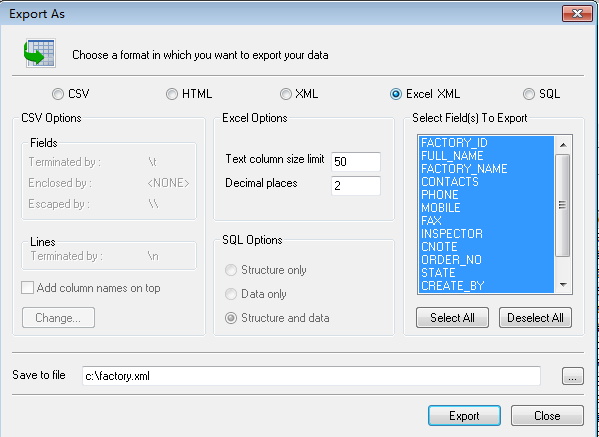 Export As
Choose a format in which you want to export your data
CSV
HTML
XML
Excel XML
SQL
CSV Options
Fields
Terminated by : \t
Enclosed by : <NONE>
Escaped by : \\
Lines
Terminated by : \n
Add column names on top
Change...
Excel Options
Text column size limit 50
Decimal places 2
SQL Options
Structure only
Data only
Structure and data
Select Field(s) To Export
FACTORY_ID
FULL_NAME
FACTORY_NAME
CONTACTS
PHONE
MOBILE
FAX
INSPECTOR
CNOTE
ORDER_NO
STATE
CREATE_BY
Select All
Deselect All
Save to file c:\factory.xml
...
Export
Close